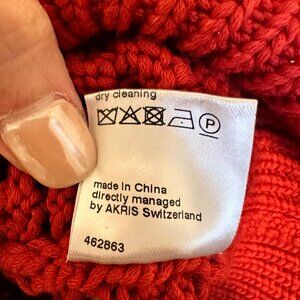 dry cleaning
P
made in China
directly managed
by AKRIS Switzerland
462863